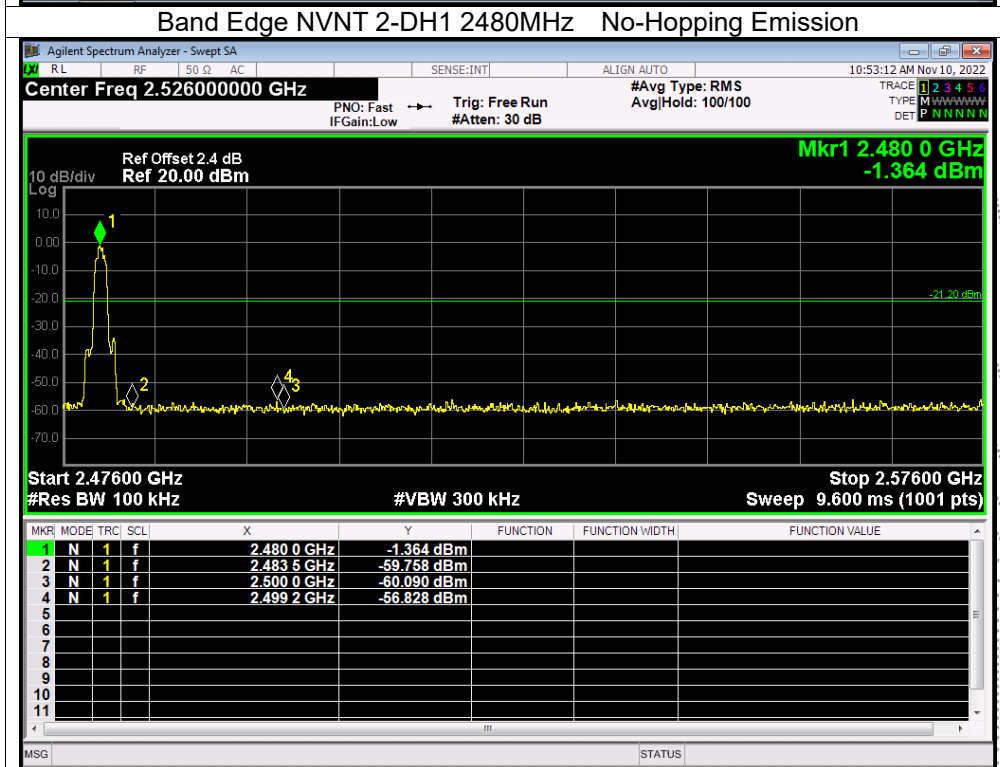 Band Edge NVNT 2-DH1 2480MHz No-Hopping Emission
Agilent Spectrum Analyzer - Swept SA
LXI RL RF 50 Ω AC SENSE:INT ALIGN AUTO 10:53:12 AM Nov 10, 2022
Center Freq 2.526000000 GHz #Avg Type: RMS TRACE 1 2 3 4 5 6
PNO: Fast Trig: Free Run Avg|Hold: 100/100 TYPE M WWWWW
IFGain:Low #Atten: 30 dB DET P N N N N N
Ref Offset 2.4 dB Mkr1 2.480 0 GHz
10 dB/div Ref 20.00 dBm -1.364 dBm
Log
10.0
1
0.00
-10.0
-20.0
-21.20 dBm
-30.0
-40.0
-50.0
2 4 3
-60.0
-70.0
Start 2.47600 GHz Stop 2.57600 GHz
#Res BW 100 kHz #VBW 300 kHz Sweep 9.600 ms (1001 pts)
MKR MODE TRC SCL X Y FUNCTION FUNCTION WIDTH FUNCTION VALUE
1 N 1 f 2.480 0 GHz -1.364 dBm
2 N 1 f 2.483 5 GHz -59.758 dBm
3 N 1 f 2.500 0 GHz -60.090 dBm
4 N 1 f 2.499 2 GHz -56.828 dBm
5
6
7
8
9
10
11
MSG STATUS